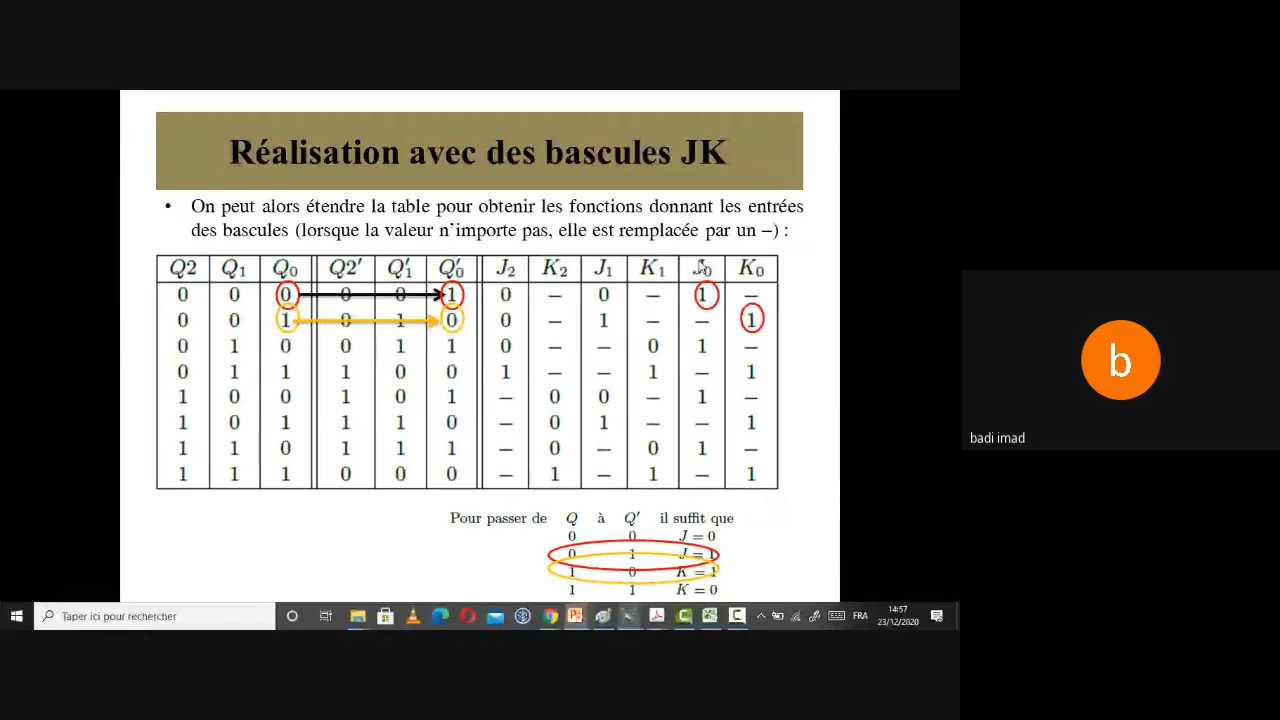 Réalisation avec des bascules JK
• On peut alors étendre la table pour obtenir les fonctions donnant les entrées
des bascules (lorsque la valeur n'importe pas, elle est remplacée par un –) :
Q2 Q₁ Q₀ Q2′ Q₁′ Q₀′ J₂ K₂ J₁ K₁ J₀ K₀
0 0 0 0 0 1 0 – 0 – 1 –
0 0 1 0 1 0 0 – 1 – – 1
0 1 0 0 1 1 0 – – 0 1 –
0 1 1 1 0 0 1 – – 1 – 1
1 0 0 1 0 1 – 0 0 – 1 –
1 0 1 1 1 0 – 0 1 – – 1
1 1 0 1 1 1 – 0 – 0 1 –
1 1 1 0 0 0 – 1 – 1 – 1
Pour passer de Q à Q′ il suffit que
0 0 J = 0
0 1 J = 1
1 0 K = 1
1 1 K = 0
b
badi imad
Taper ici pour rechercher
FRA
14:57
23/12/2020